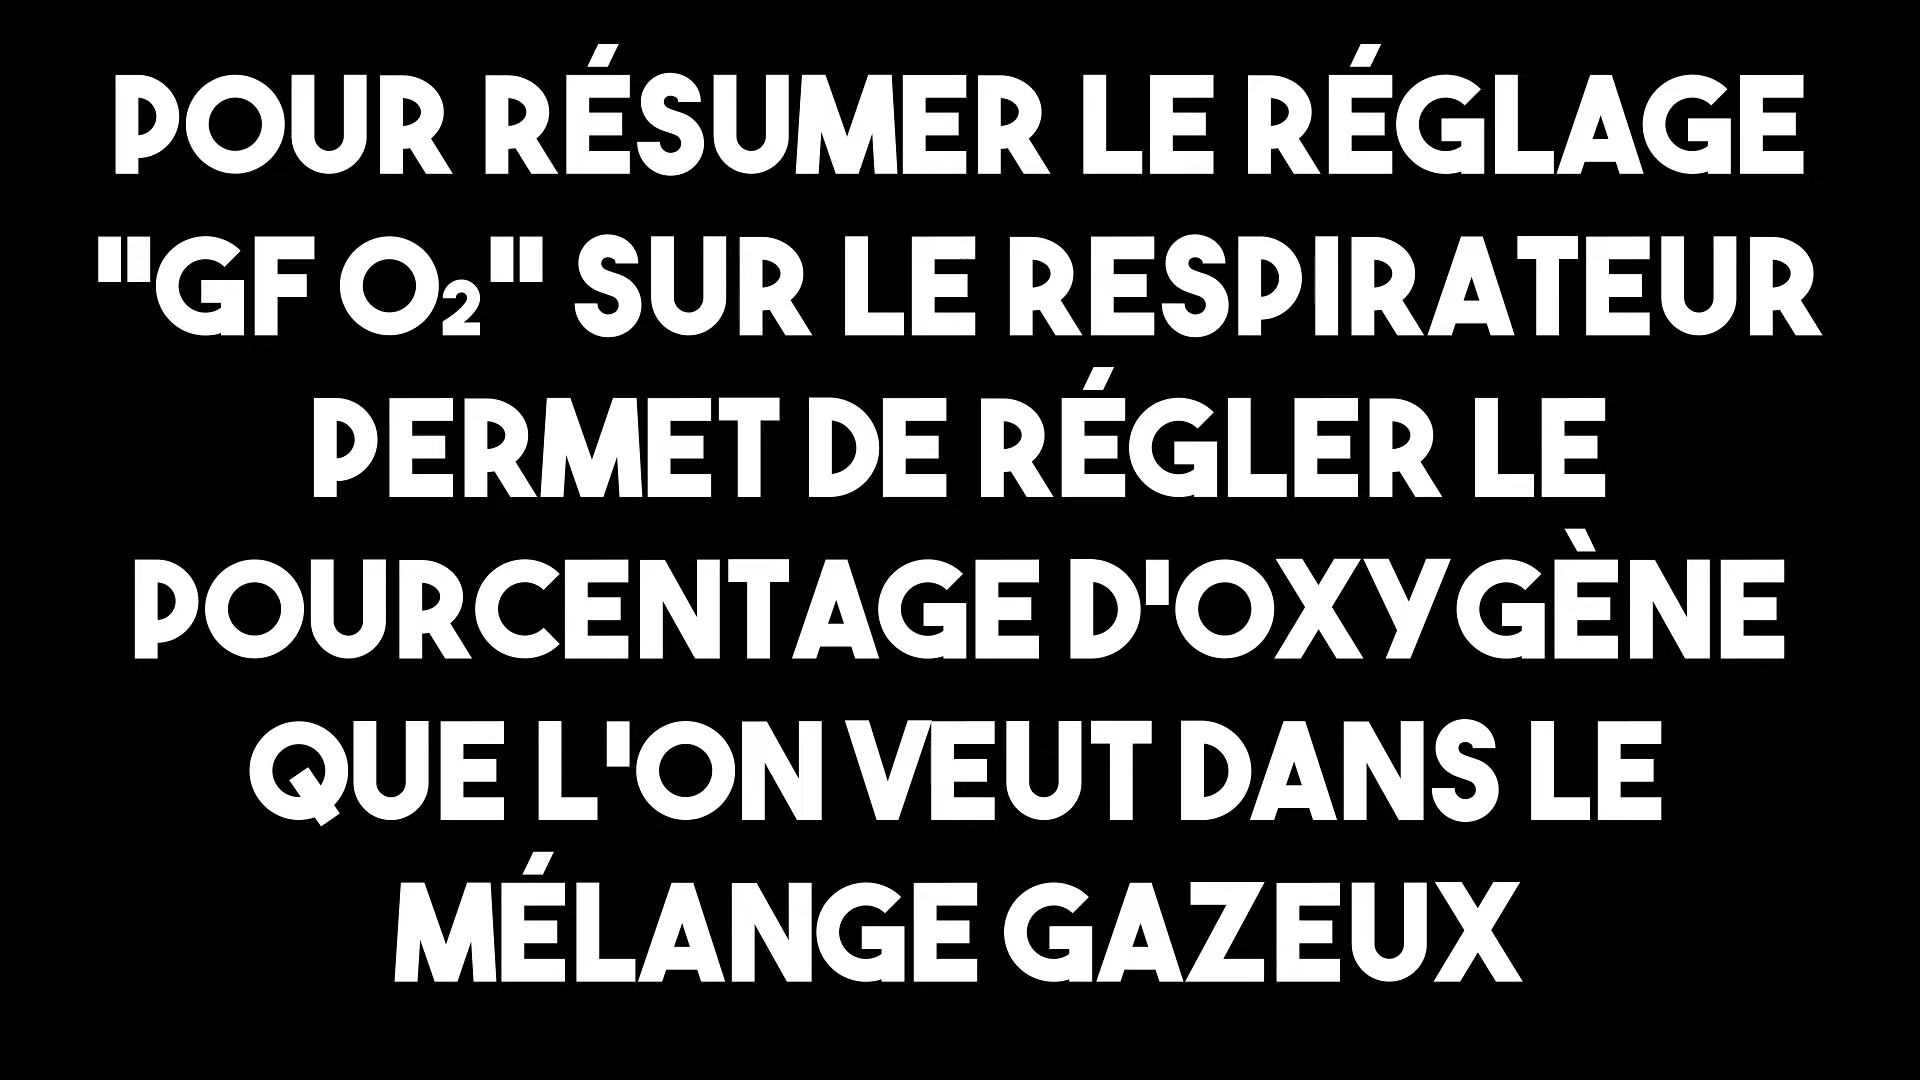 POUR RÉSUMER LE RÉGLAGE
"GF O₂" SUR LE RESPIRATEUR
PERMET DE RÉGLER LE
POURCENTAGE D'OXYGÈNE
QUE L'ON VEUT DANS LE
MÉLANGE GAZEUX